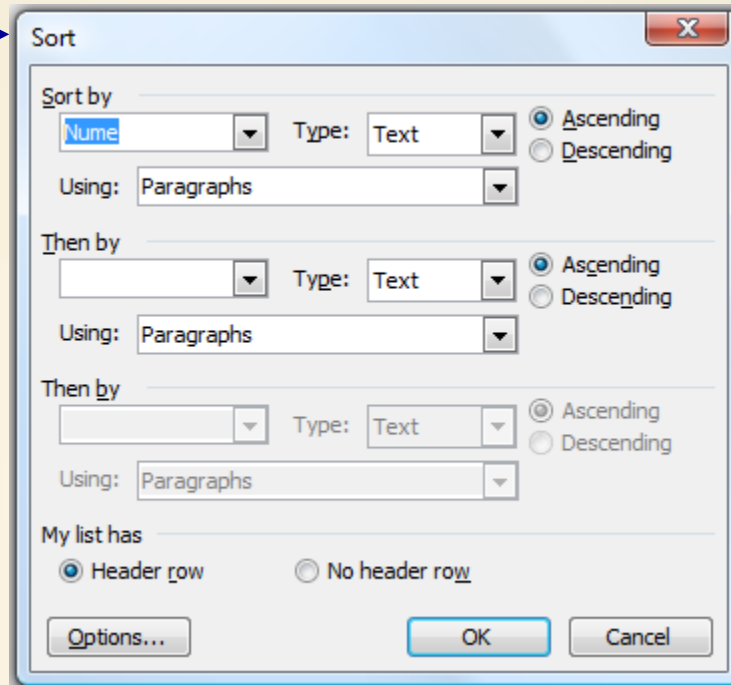 Sort
Sort by
Nume Type: Text Ascending
Descending
Using: Paragraphs
Then by
Type: Text Ascending
Descending
Using: Paragraphs
Then by
Type: Text Ascending
Descending
Using: Paragraphs
My list has
Header row No header row
Options... OK Cancel